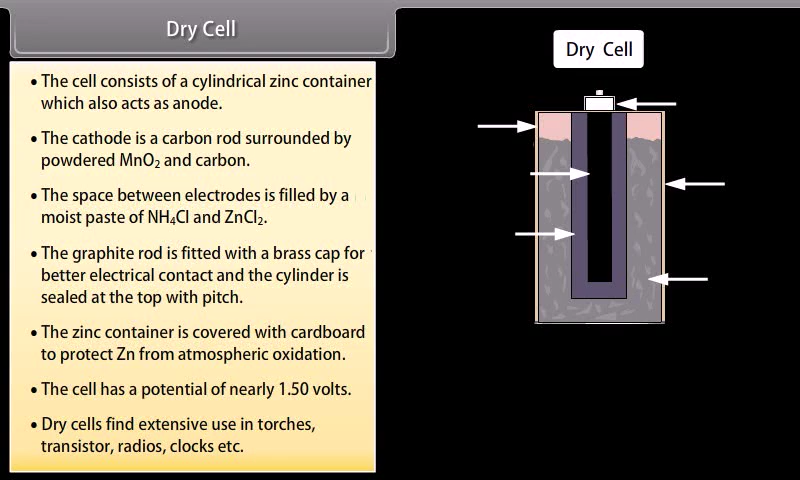 Dry Cell
Dry Cell
• The cell consists of a cylindrical zinc container
which also acts as anode.
• The cathode is a carbon rod surrounded by
powdered MnO₂ and carbon.
• The space between electrodes is filled by a
moist paste of NH₄Cl and ZnCl₂.
• The graphite rod is fitted with a brass cap for
better electrical contact and the cylinder is
sealed at the top with pitch.
• The zinc container is covered with cardboard
to protect Zn from atmospheric oxidation.
• The cell has a potential of nearly 1.50 volts.
• Dry cells find extensive use in torches,
transistor, radios, clocks etc.